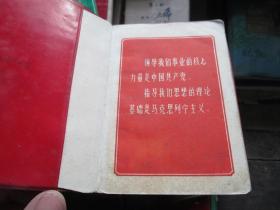 领导我们事业的核心
力量是中国共产党。
指导我们思想的理论
基础是马克思列宁主义。